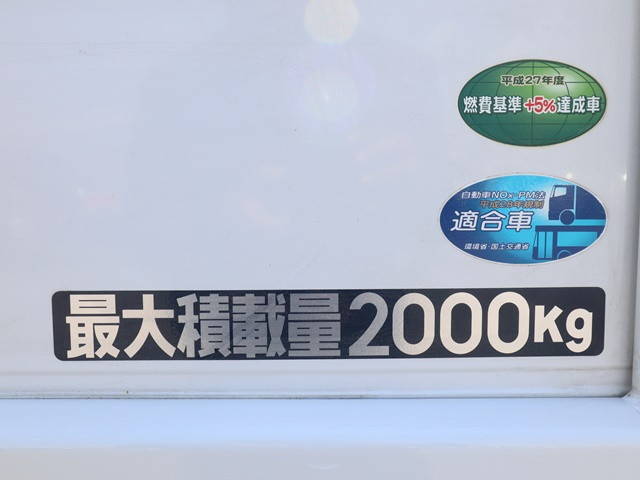 平成27年度
燃費基準+5%達成車
自動車NOx・PM法
平成28年規制
適合車
環境省・国土交通省
最大積載量2000Kg